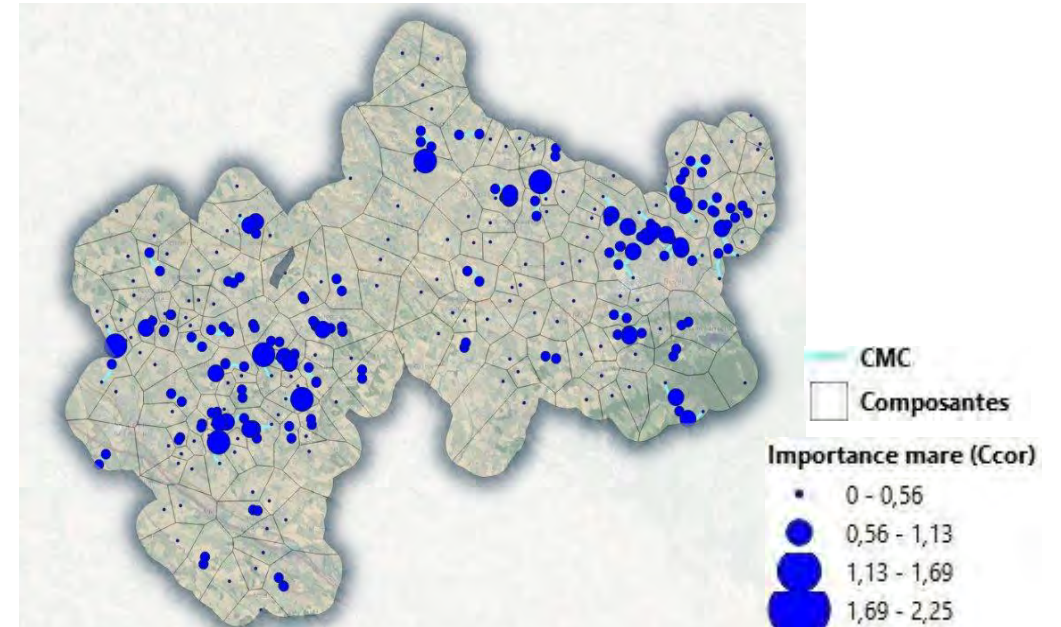 CMC
Composantes
Importance mare (Ccor)
0 - 0,56
0,56 - 1,13
1,13 - 1,69
1,69 - 2,25